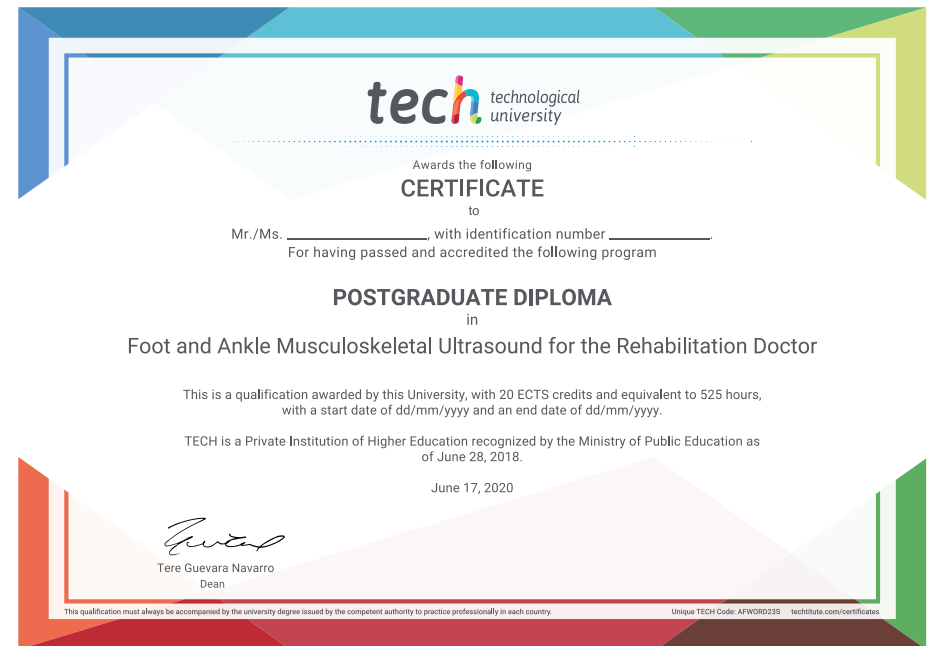 tech technological
university
Awards the following
CERTIFICATE
to
Mr./Ms. ____________________, with identification number ______________.
For having passed and accredited the following program
POSTGRADUATE DIPLOMA
in
Foot and Ankle Musculoskeletal Ultrasound for the Rehabilitation Doctor
This is a qualification awarded by this University, with 20 ECTS credits and equivalent to 525 hours,
with a start date of dd/mm/yyyy and an end date of dd/mm/yyyy.
TECH is a Private Institution of Higher Education recognized by the Ministry of Public Education as
of June 28, 2018.
June 17, 2020
Tere Guevara Navarro
Dean
This qualification must always be accompanied by the university degree issued by the competent authority to practice professionally in each country.
Unique TECH Code: AFWORD23S techtitute.com/certificates